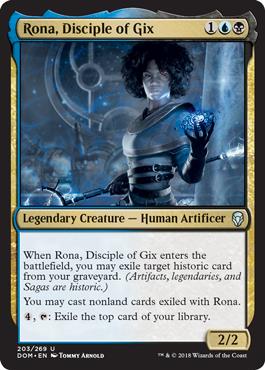 Rona, Disciple of Gix 1
Legendary Creature — Human Artificer
When Rona, Disciple of Gix enters the
battlefield, you may exile target historic card
from your graveyard. (Artifacts, legendaries, and
Sagas are historic.)
You may cast nonland cards exiled with Rona.
4, : Exile the top card of your library.
2/2
203/269 U
DOM • EN TOMMY ARNOLD
™ & © 2018 Wizards of the Coast